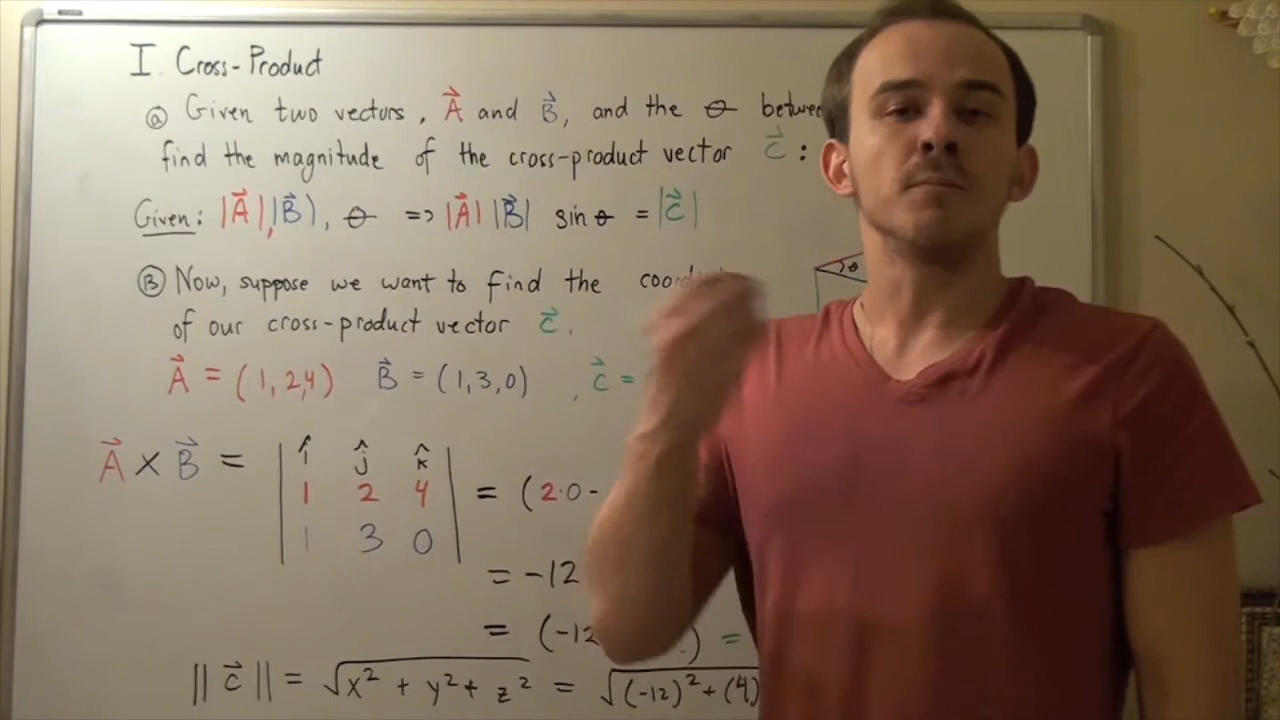 I. Cross-Product
ⓐ Given two vectors, A⃗ and B⃗, and the θ
find the magnitude of the cross-product vector C⃗ :
Given: |A⃗|, |B⃗|, θ => |A⃗| |B⃗| sin θ = |C⃗|
Ⓑ Now, suppose we want to find the
of our cross-product vector C⃗.
A⃗ = (1, 2, 4) B⃗ = (1, 3, 0) , C⃗ =
A⃗ × B⃗ = | î ĵ k̂
1 2 4 | = (2·0 -
1 3 0
= -12
= (-12 ) =
|| C⃗ || = √x² + y² + z² = √(-12)² + (4)
θ